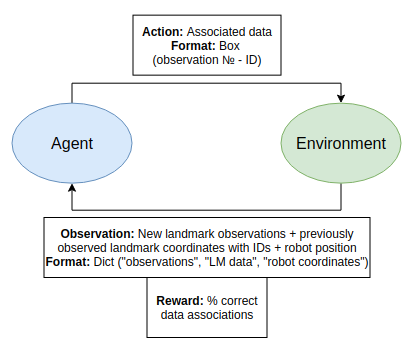 Action: Associated data
Format: Box
(observation № - ID)
Agent
Environment
Observation: New landmark observations + previously
observed landmark coordinates with IDs + robot position
Format: Dict ("observations", "LM data", "robot coordinates")
Reward: % correct
data associations